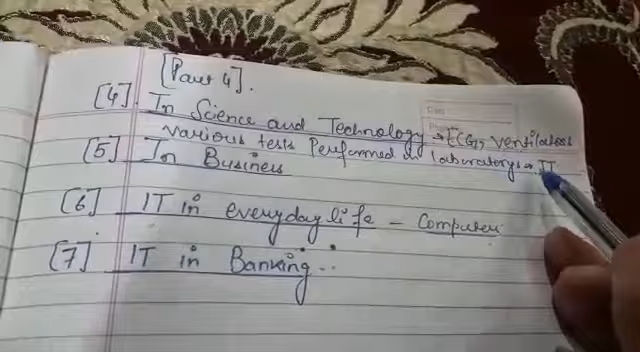 [Part 4].
[4]. In Science and Technology → ECG, ventilators
various tests Performed in laboratorys → IT
[5] In Business
[6] IT in everyday life - Computer
[7] IT in Banking..